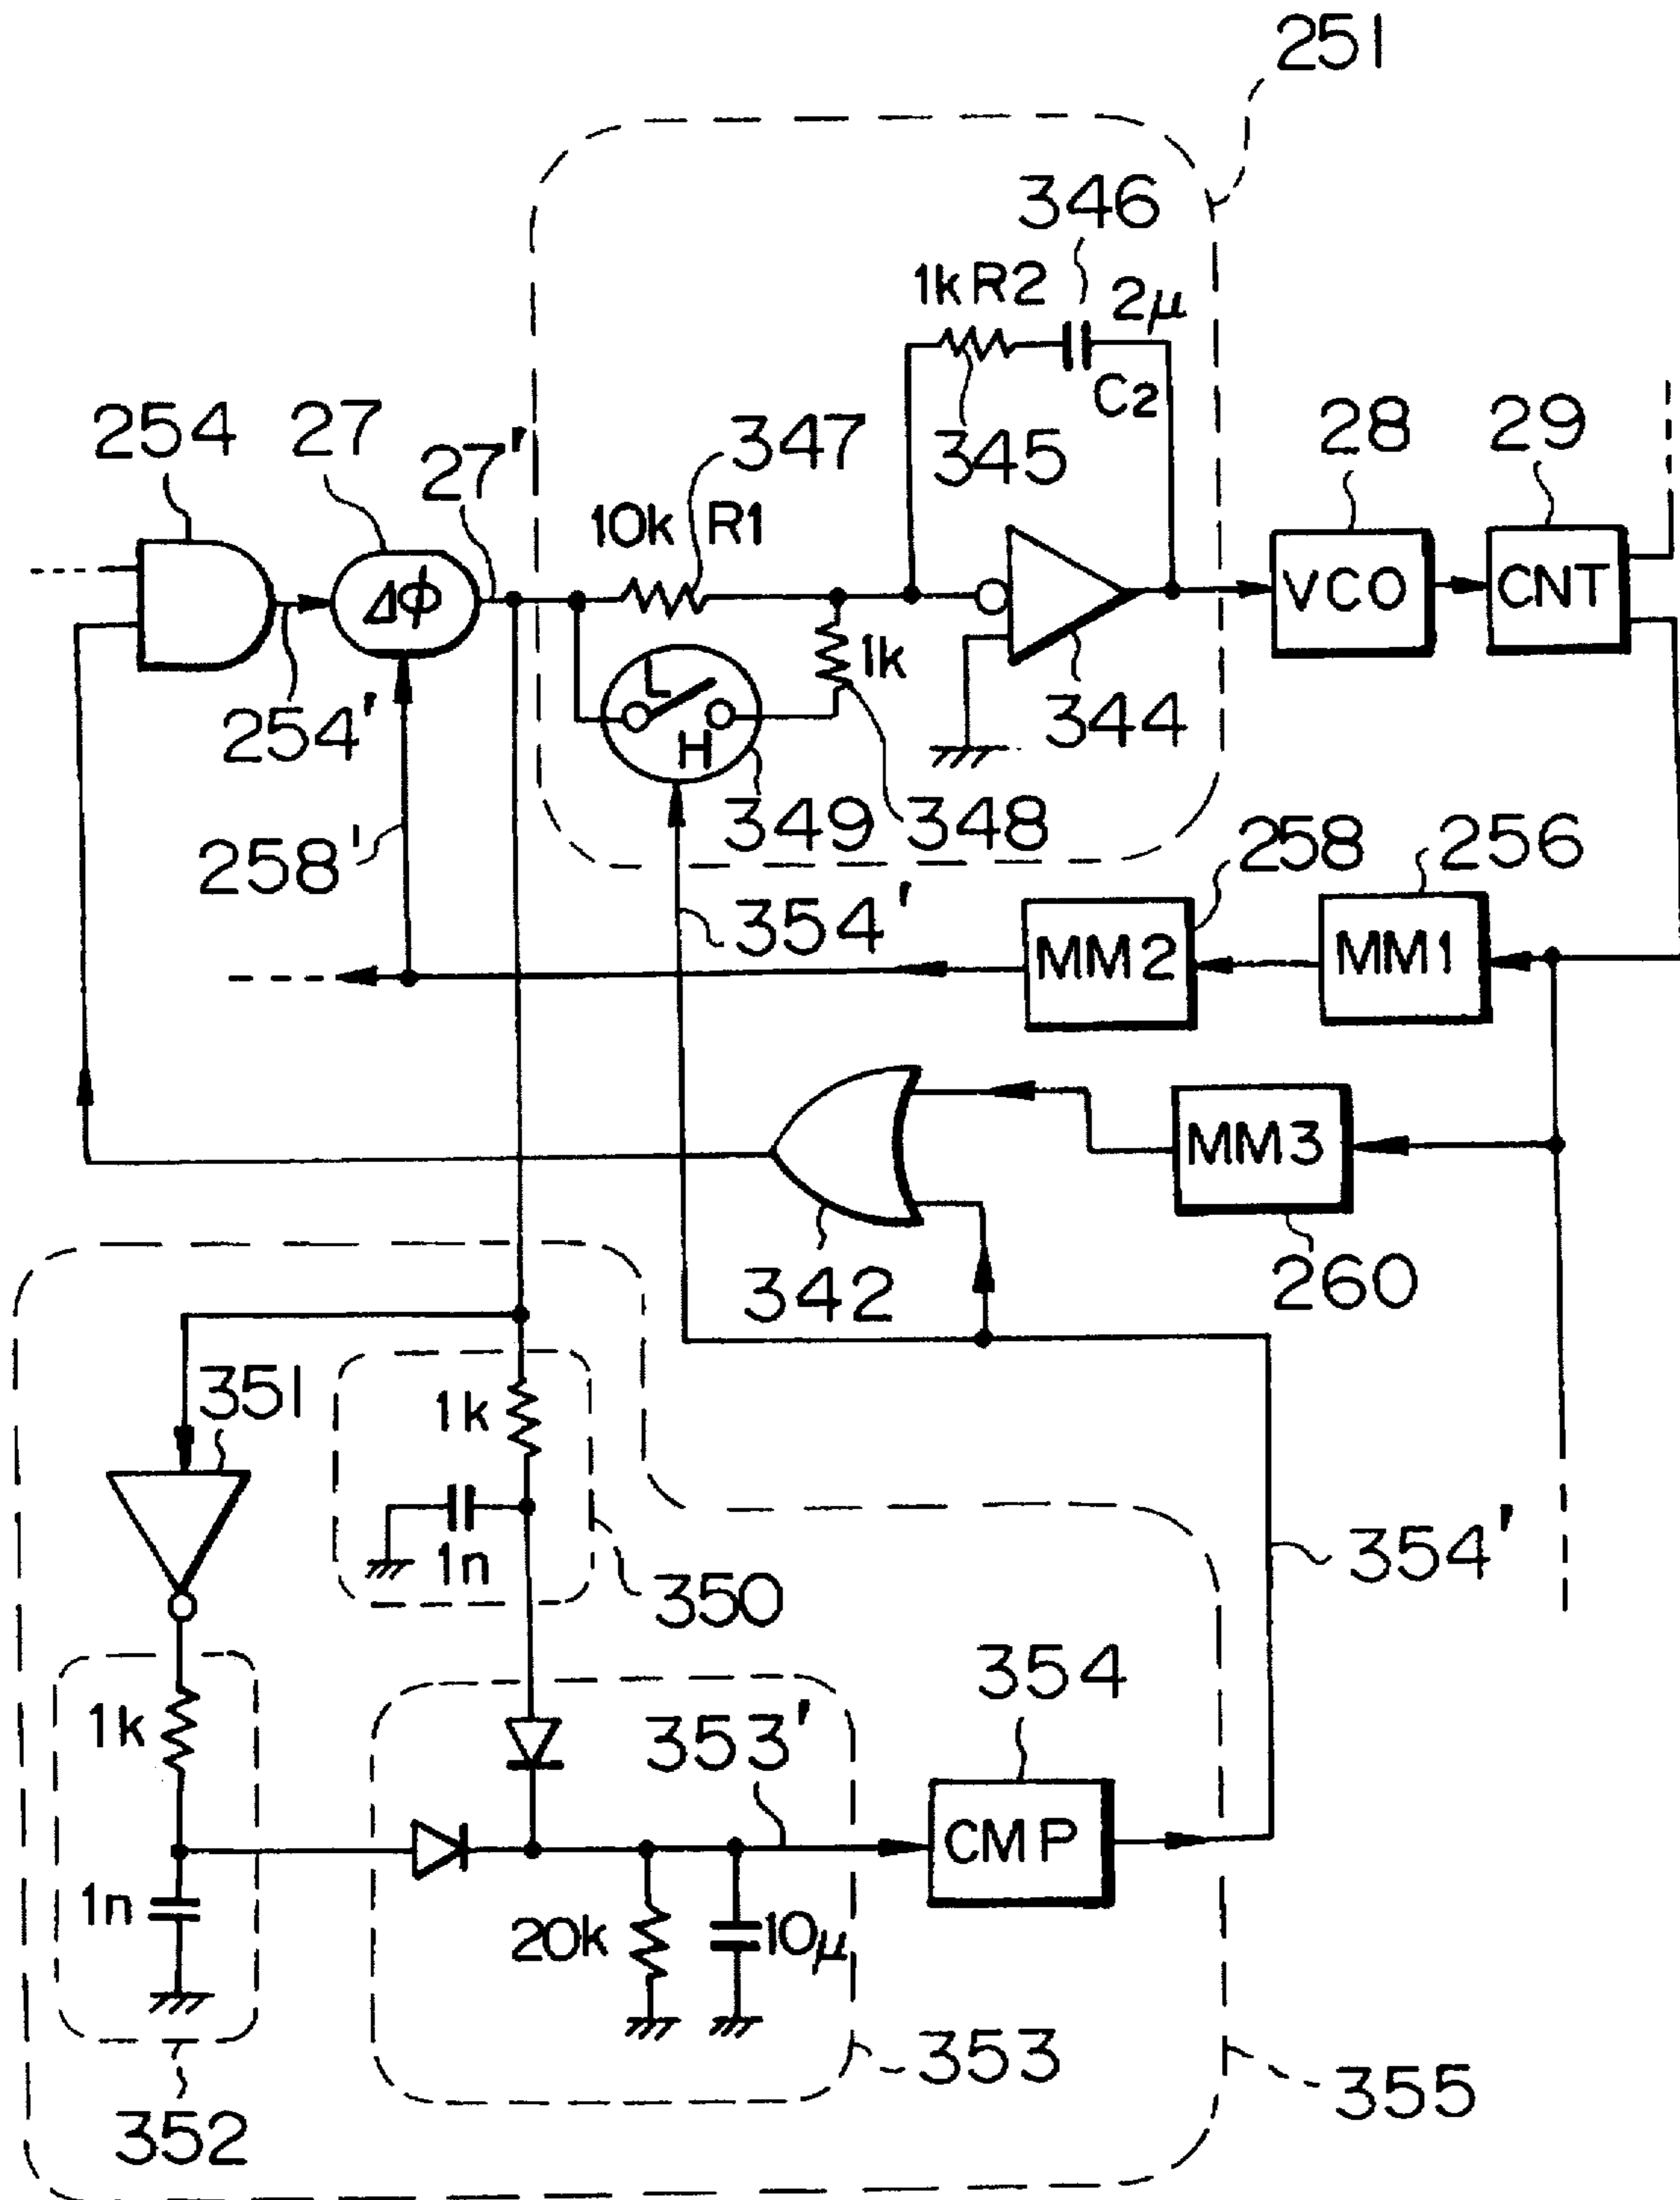 251
346
1k R2
2μ
C2
254
27
27'
347
345
28
29
10k R1
Δφ
VCO
CNT
L
1k
H
254'
344
349
348
258'
258
256
354'
MM2
MM1
MM3
342
260
351
1k
1n
354'
350
354
1k
353'
CMP
1n
20k
10μ
353
355
352